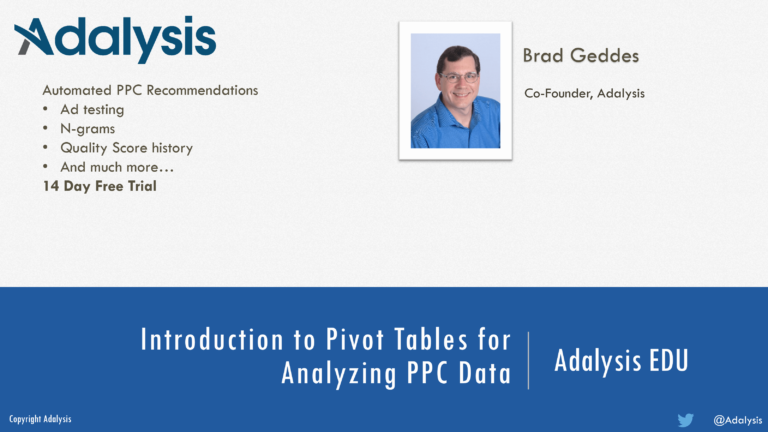 Adalysis
Automated PPC Recommendations
• Ad testing
• N-grams
• Quality Score history
• And much more…
14 Day Free Trial
Brad Geddes
Co-Founder, Adalysis
Introduction to Pivot Tables for
Analyzing PPC Data
Adalysis EDU
Copyright Adalysis
@Adalysis